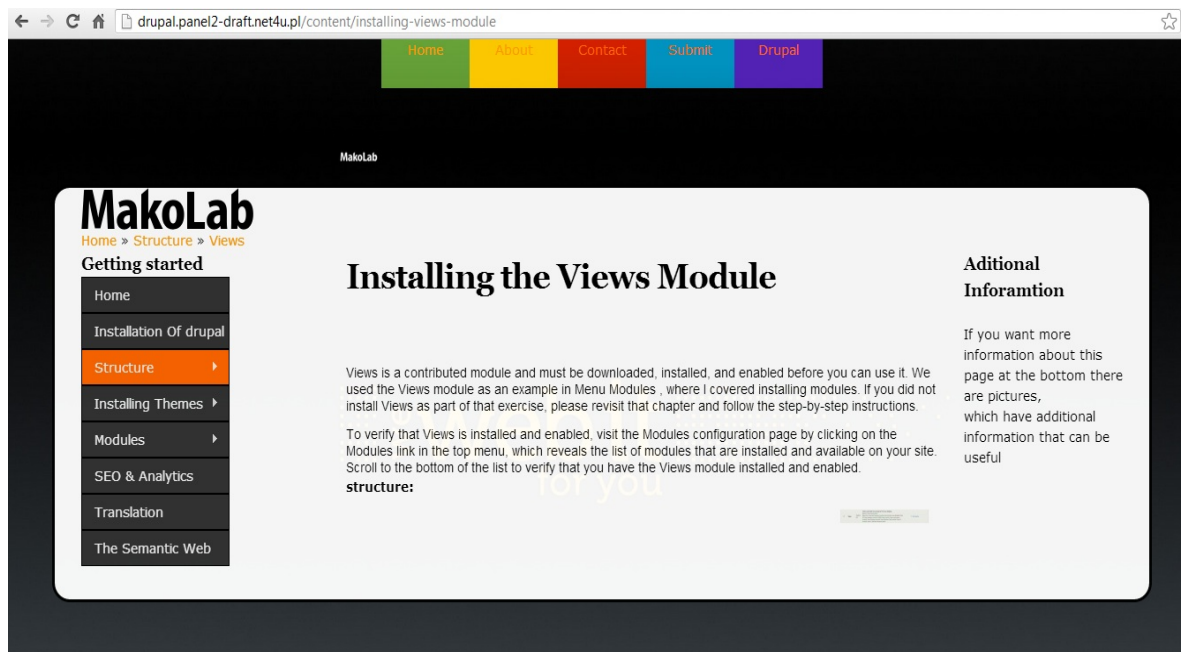 drupal.panel2-draft.net4u.pl/content/installing-views-module
Home About Contact Submit Drupal
MakoLab
MakoLab
Home » Structure » Views
Getting started
Home
Installation Of drupal
Structure
Installing Themes
Modules
SEO & Analytics
Translation
The Semantic Web
Installing the Views Module
Views is a contributed module and must be downloaded, installed, and enabled before you can use it. We
used the Views module as an example in Menu Modules , where I covered installing modules. If you did not
install Views as part of that exercise, please revisit that chapter and follow the step-by-step instructions.
To verify that Views is installed and enabled, visit the Modules configuration page by clicking on the
Modules link in the top menu, which reveals the list of modules that are installed and available on your site.
Scroll to the bottom of the list to verify that you have the Views module installed and enabled.
structure:
for you
Aditional
Inforamtion
If you want more
information about this
page at the bottom there
are pictures,
which have additional
information that can be
useful